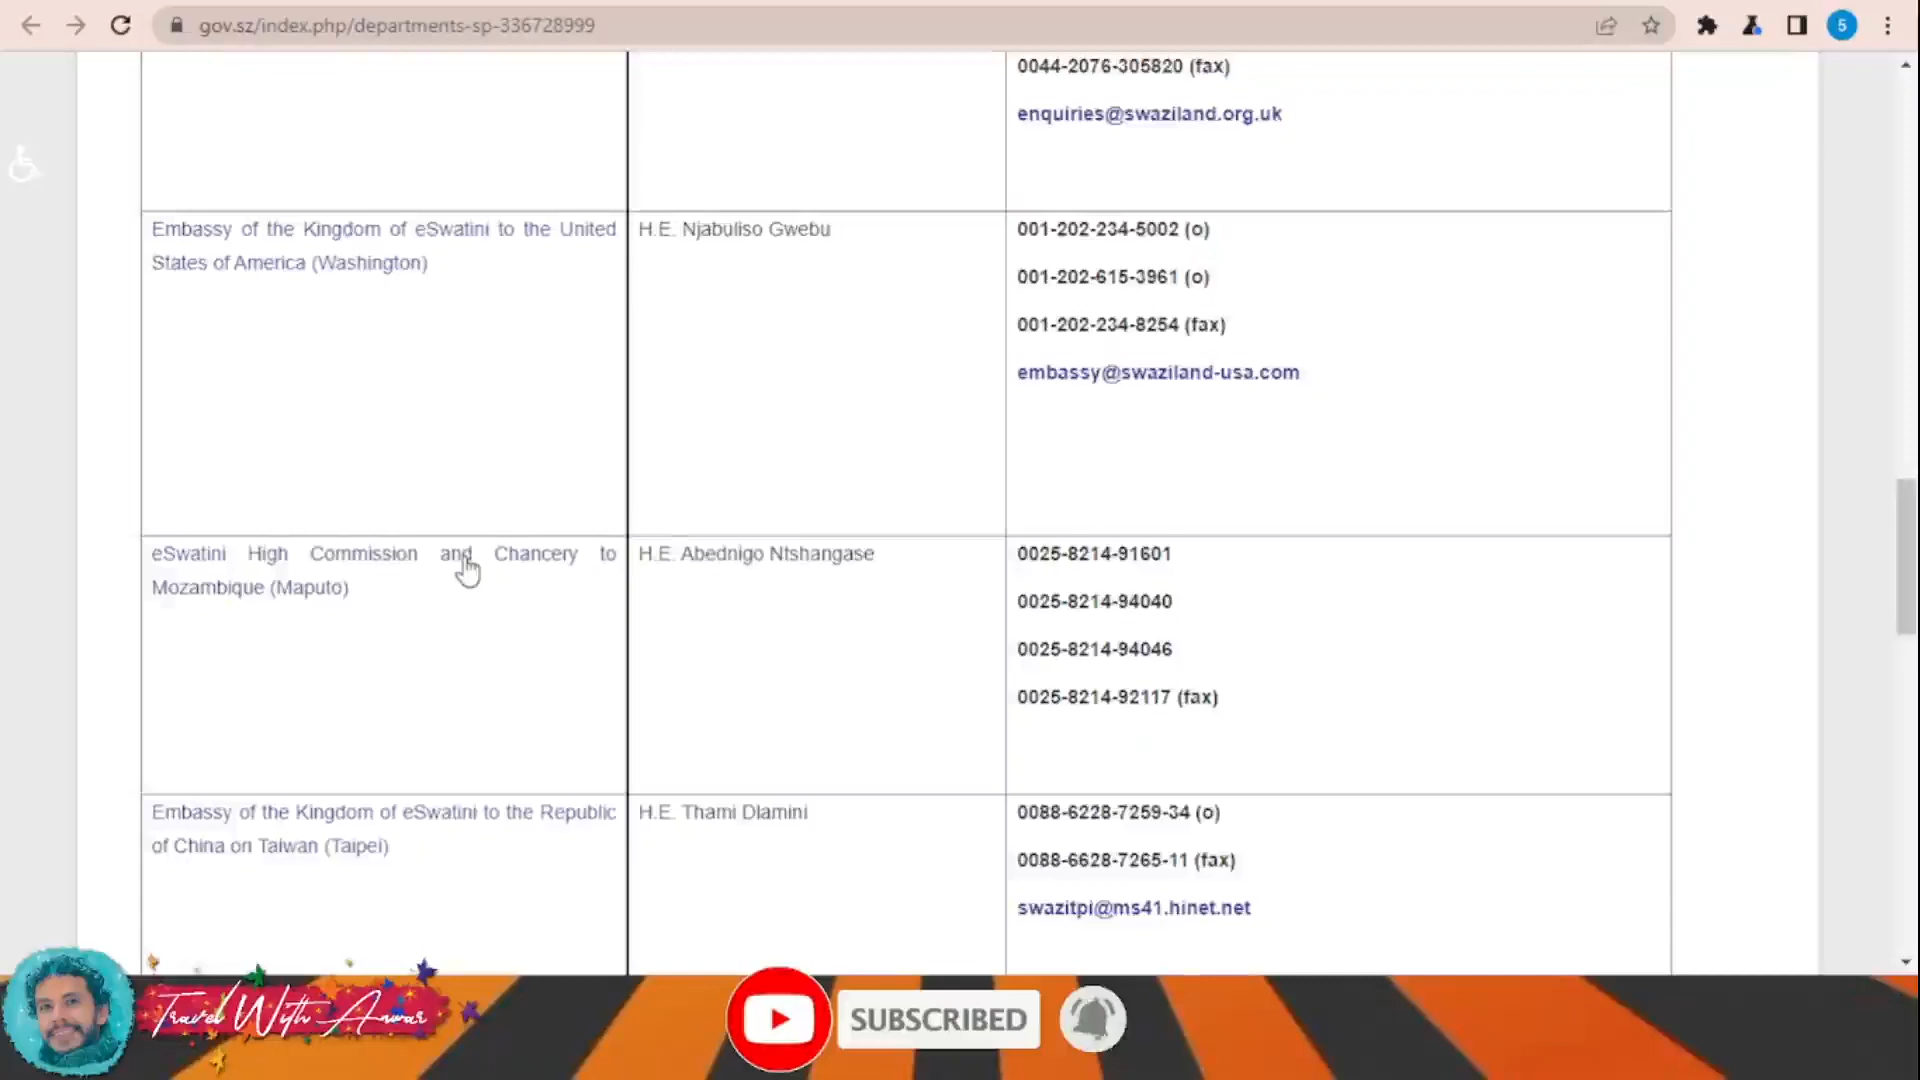 gov.sz/index.php/departments-sp-336728999
5
0044-2076-305820 (fax)
enquiries@swaziland.org.uk
Embassy of the Kingdom of eSwatini to the United
States of America (Washington)
H.E. Njabuliso Gwebu
001-202-234-5002 (o)
001-202-615-3961 (o)
001-202-234-8254 (fax)
embassy@swaziland-usa.com
eSwatini High Commission and Chancery to
Mozambique (Maputo)
H.E. Abednigo Ntshangase
0025-8214-91601
0025-8214-94040
0025-8214-94046
0025-8214-92117 (fax)
Embassy of the Kingdom of eSwatini to the Republic
of China on Taiwan (Taipei)
H.E. Thami Dlamini
0088-6228-7259-34 (o)
0088-6628-7265-11 (fax)
swazitpi@ms41.hinet.net
Travel With Anwar
SUBSCRIBED